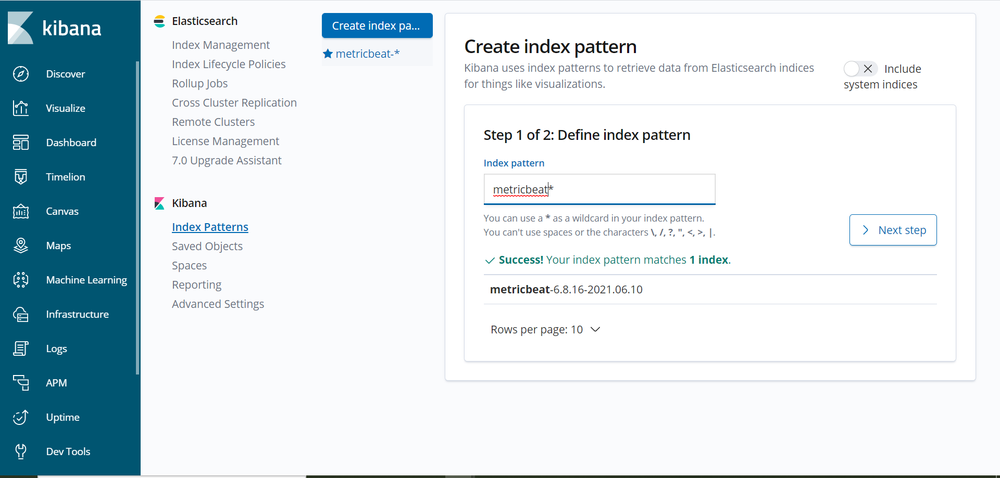 kibana
Discover
Visualize
Dashboard
Timelion
Canvas
Maps
Machine Learning
Infrastructure
Logs
APM
Uptime
Dev Tools
Elasticsearch
Index Management
Index Lifecycle Policies
Rollup Jobs
Cross Cluster Replication
Remote Clusters
License Management
7.0 Upgrade Assistant
Kibana
Index Patterns
Saved Objects
Spaces
Reporting
Advanced Settings
Create index pa...
metricbeat-*
Create index pattern
Kibana uses index patterns to retrieve data from Elasticsearch indices
for things like visualizations.
Include
system indices
Step 1 of 2: Define index pattern
Index pattern
metricbeat*
You can use a * as a wildcard in your index pattern.
You can't use spaces or the characters \, /, ?, ", <, >, |.
Next step
Success! Your index pattern matches 1 index.
metricbeat-6.8.16-2021.06.10
Rows per page: 10